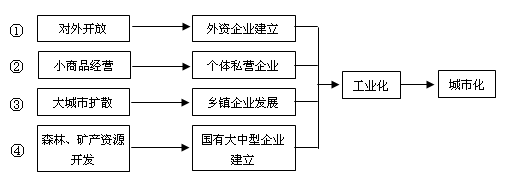 ① 对外开放 外资企业建立
② 小商品经营 个体私营企业
工业化 城市化
③ 大城市扩散 乡镇企业发展
④ 森林、矿产资源 国有大中型企业
开发 建立